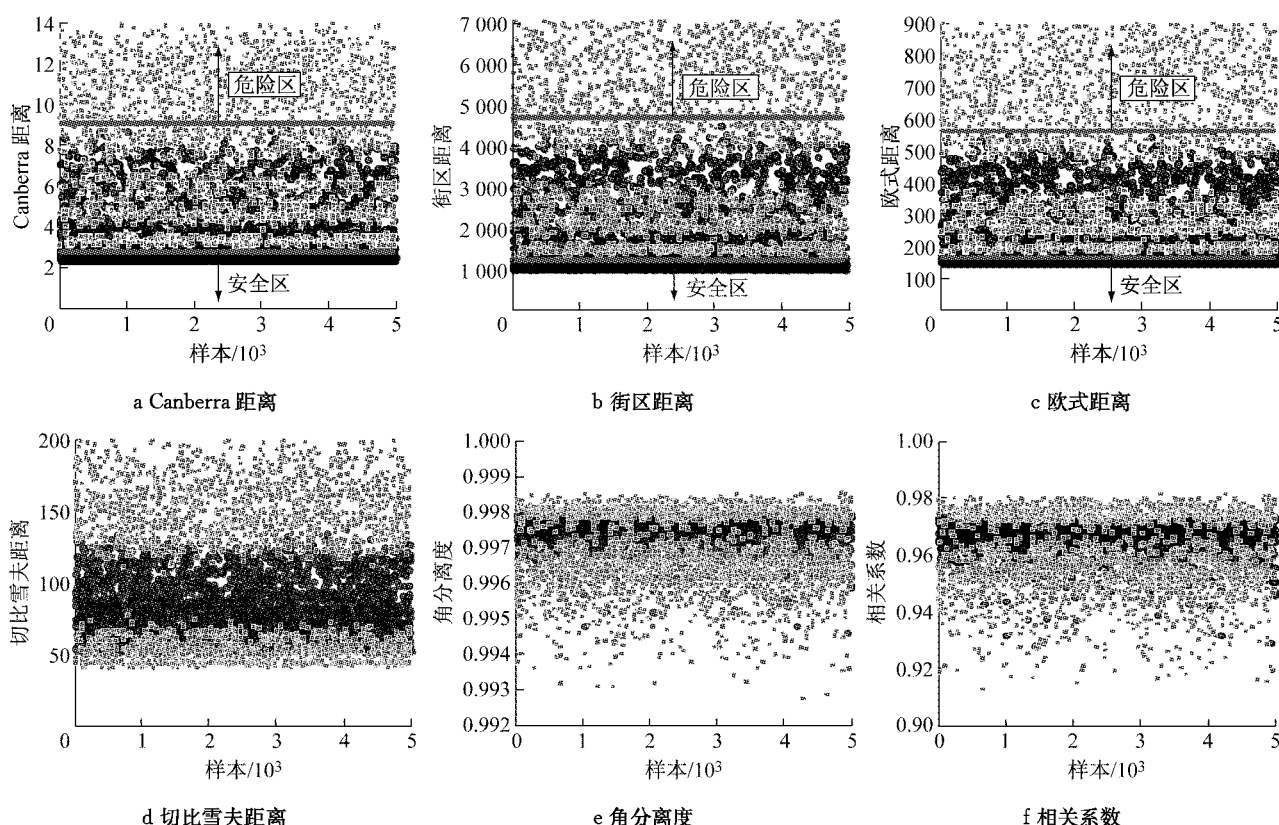 14
12
10
8
6
4
2
0
Canberra 距离
危险区
安全区
1 2 3 4 5
样本/10³
a Canberra 距离
7 000
6 000
5 000
4 000
3 000
2 000
1 000
0
街区距离
危险区
安全区
1 2 3 4 5
样本/10³
b 街区距离
900
800
700
600
500
400
300
200
100
0
欧式距离
危险区
安全区
1 2 3 4 5
样本/10³
c 欧式距离
200
150
100
50
切比雪夫距离
0 1 2 3 4 5
样本/10³
d 切比雪夫距离
1.000
0.999
0.998
0.997
0.996
0.995
0.994
0.993
0.992
角分离度
0 1 2 3 4 5
样本/10³
e 角分离度
1.00
0.98
0.96
0.94
0.92
0.90
相关系数
0 1 2 3 4 5
样本/10³
f 相关系数